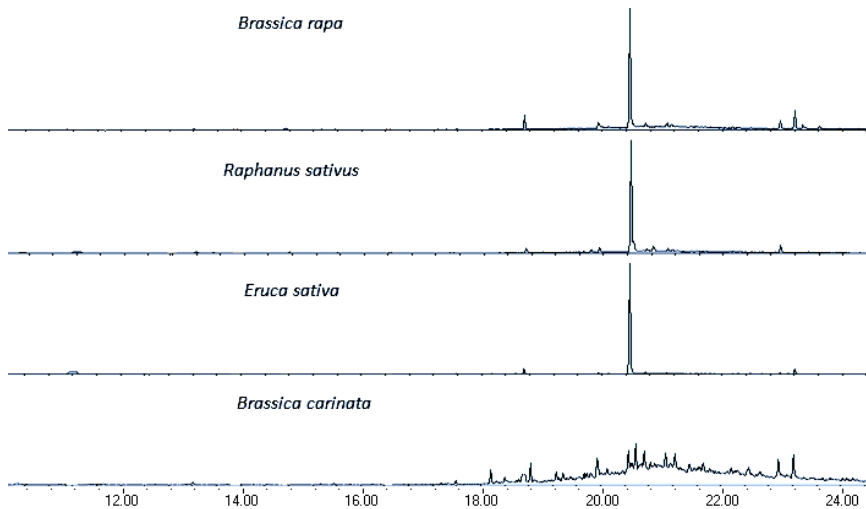 Brassica rapa
Raphanus sativus
Eruca sativa
Brassica carinata
12.00 14.00 16.00 18.00 20.00 22.00 24.00